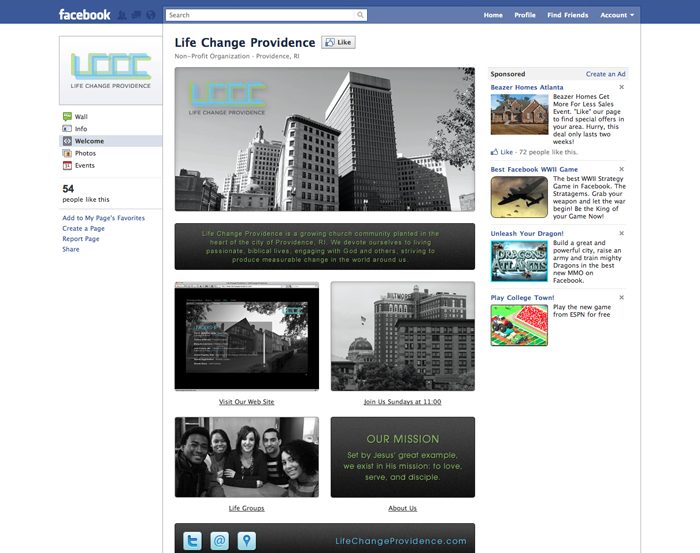 facebook
Search
Home Profile Find Friends Account
LCCC
LIFE CHANGE PROVIDENCE
Wall
Info
Welcome
Photos
Events
54
people like this
Add to My Page's Favorites
Create a Page
Report Page
Share
Life Change Providence Like
Non-Profit Organization · Providence, RI
LCCC
LIFE CHANGE PROVIDENCE
Life Change Providence is a growing church community planted in the
heart of the city of Providence, RI. We devote ourselves to living
passionate, biblical lives, engaging with God and others, striving to
produce measurable change in the world around us.
LCCC
Visit Our Web Site
BILTMORE
Join Us Sundays at 11:00
Life Groups
OUR MISSION
Set by Jesus' great example,
we exist in His mission: to love,
serve, and disciple.
About Us
LifeChangeProvidence.com
Sponsored Create an Ad
Beazer Homes Atlanta
Beazer Homes Get
More For Less Sales
Event. "Like" our page
to find special offers in
your area. Hurry, this
deal only lasts two
weeks!
Like · 72 people like this.
Best Facebook WWII Game
The best WWII Strategy
Game in Facebook. The
Stratagems. Grab your
weapon and let the war
begin! Be the King of
your Game Now!
Unleash Your Dragon!
DRAGONS
ATLANTIS
Build a great and
powerful city, raise an
army and train mighty
Dragons in the best
new MMO on
Facebook.
Play College Town!
Play the new game
from ESPN for free